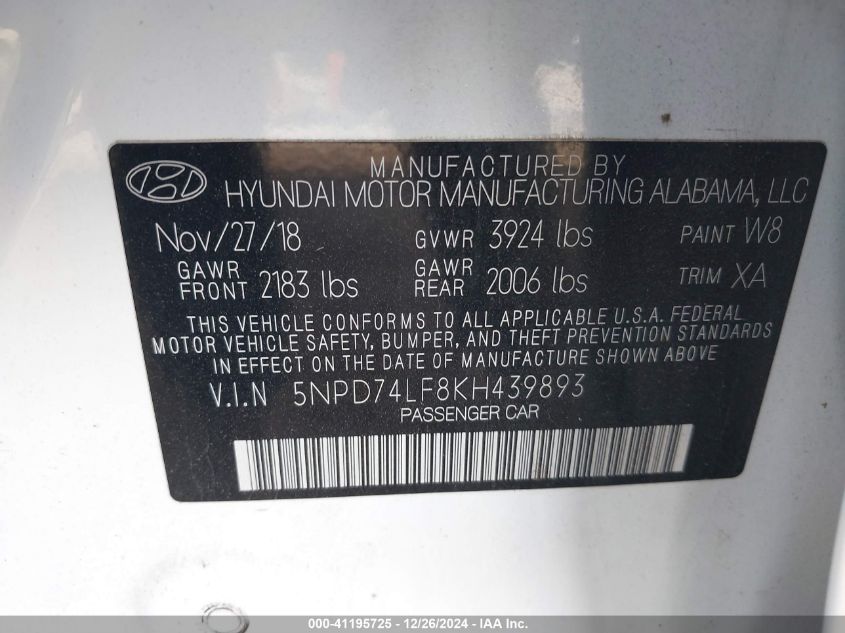 MANUFACTURED BY
HYUNDAI MOTOR MANUFACTURING ALABAMA, LLC
Nov/27/18 GVWR 3924 lbs PAINT W8
GAWR FRONT 2183 lbs GAWR REAR 2006 lbs TRIM XA
THIS VEHICLE CONFORMS TO ALL APPLICABLE U.S.A. FEDERAL
MOTOR VEHICLE SAFETY, BUMPER, AND THEFT PREVENTION STANDARDS
IN EFFECT ON THE DATE OF MANUFACTURE SHOWN ABOVE
V.I.N 5NPD74LF8KH439893
PASSENGER CAR
000-41195725 - 12/26/2024 - IAA Inc.